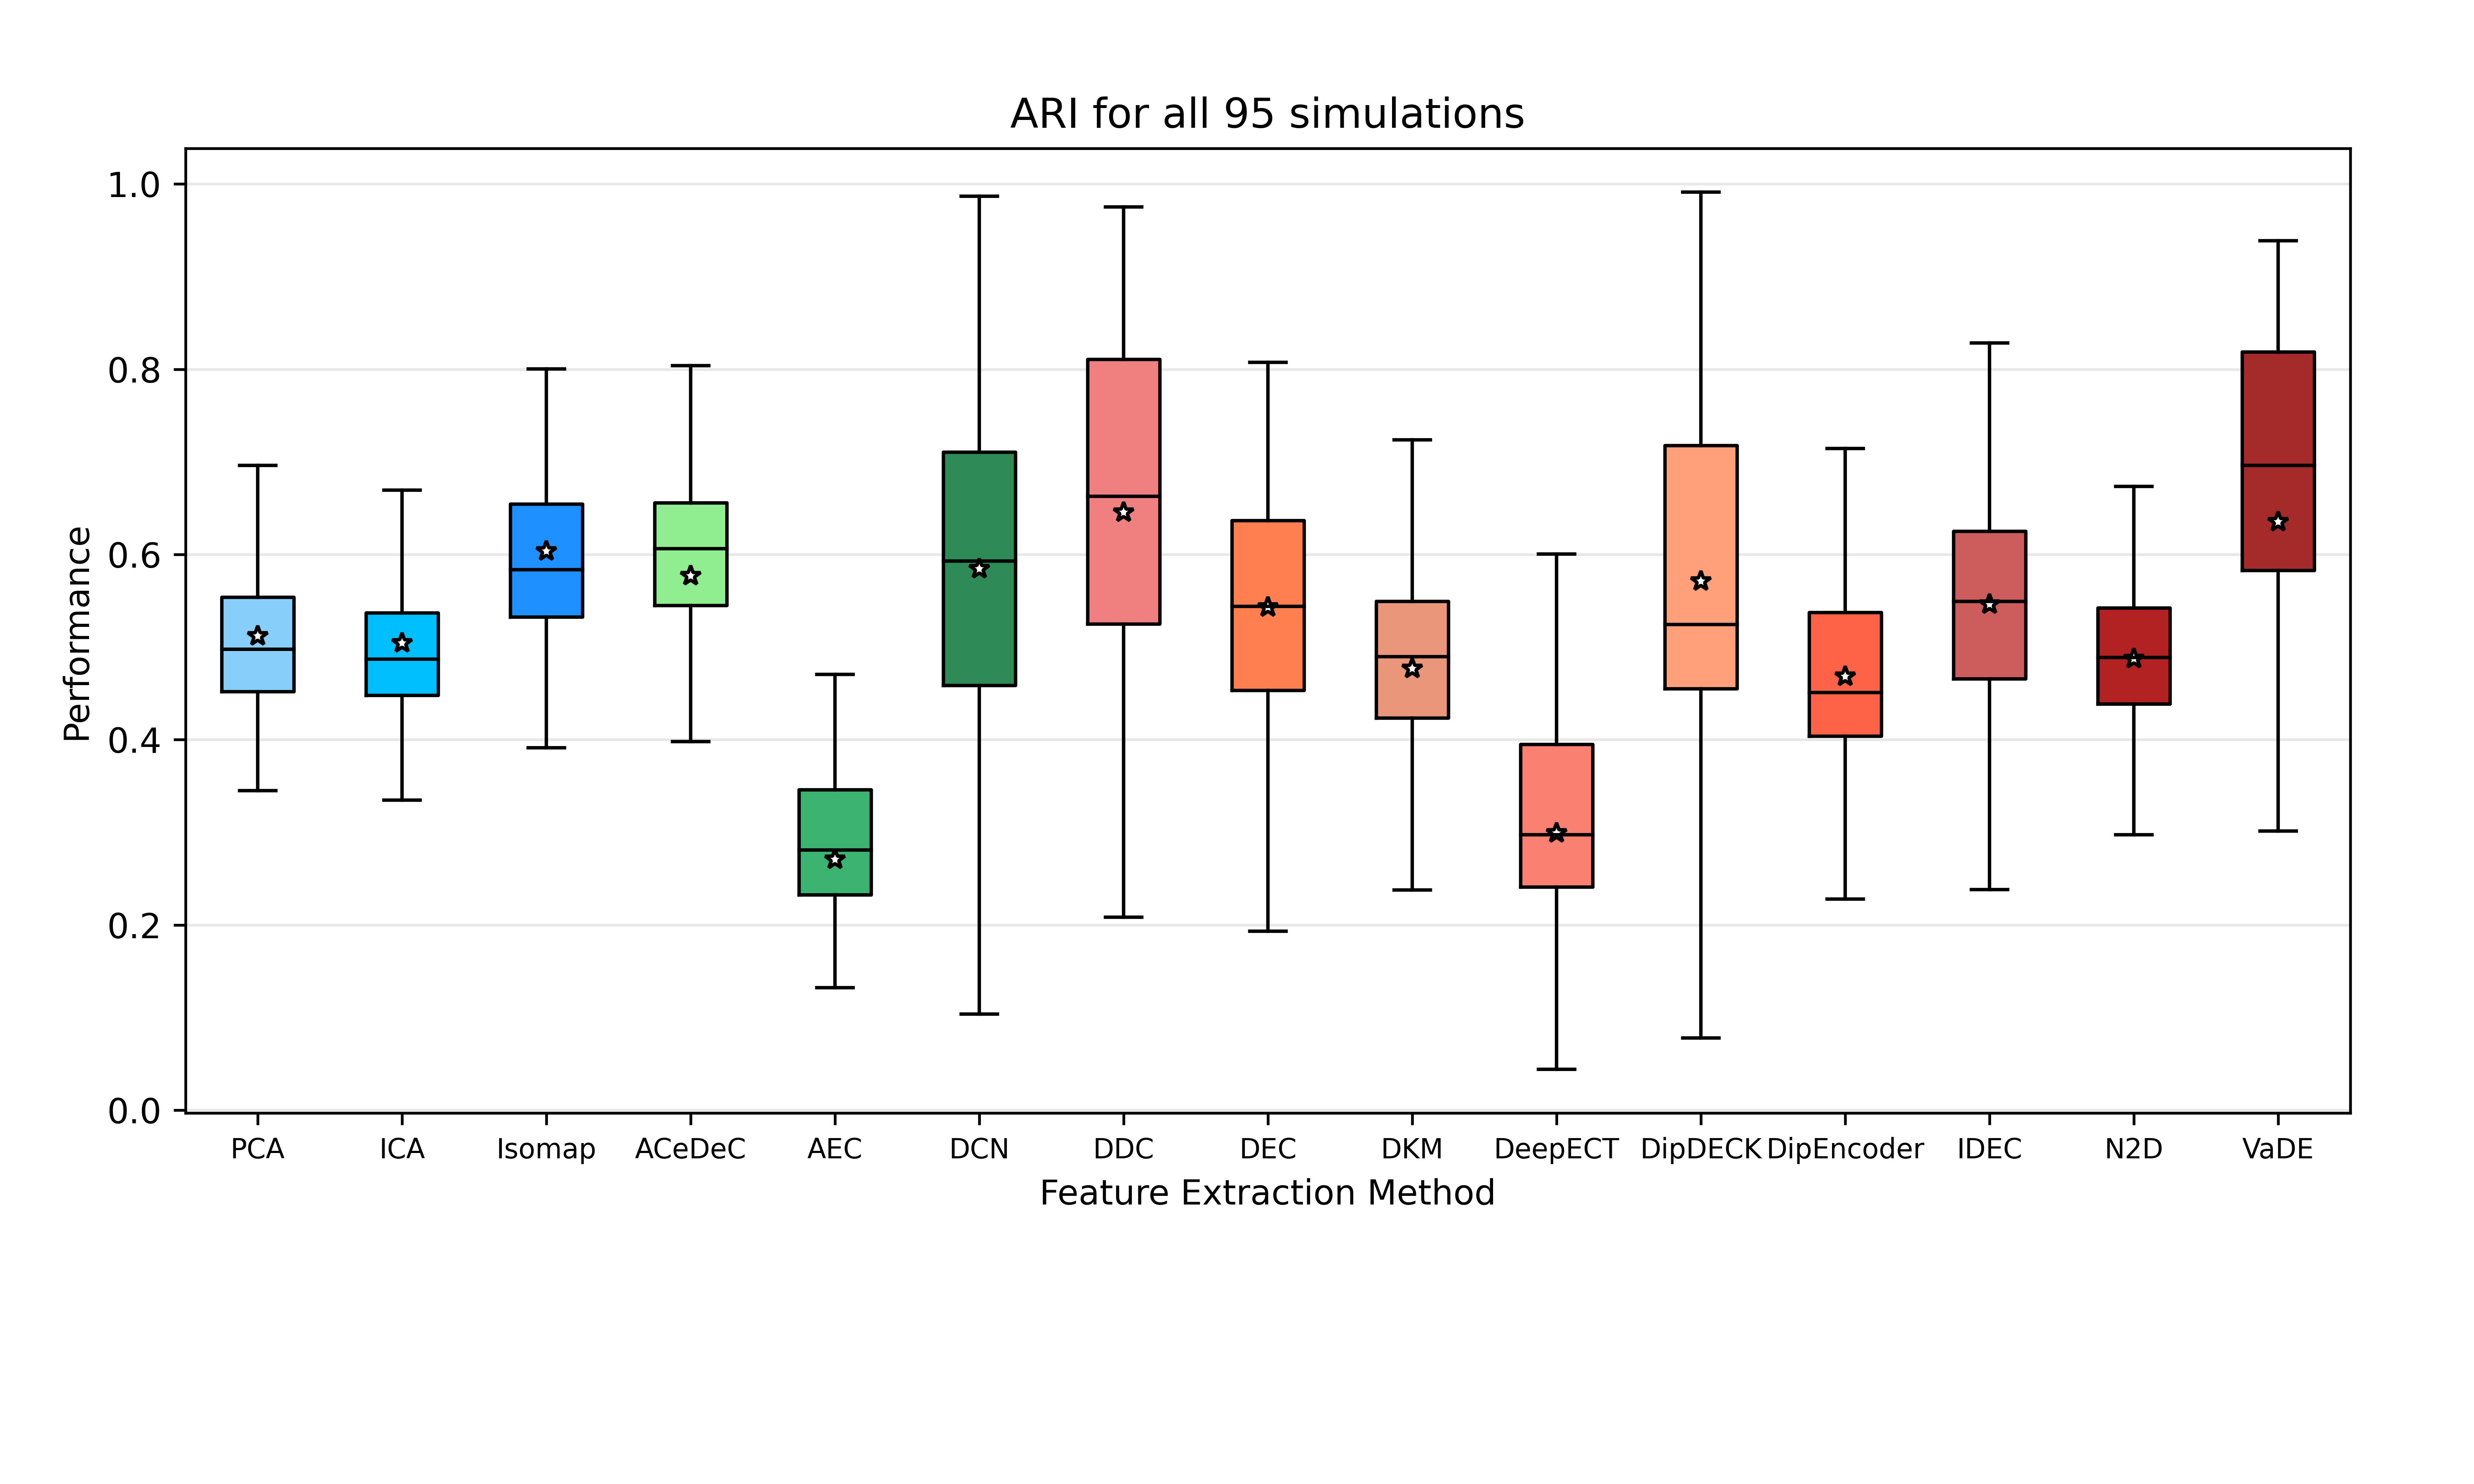 ARI for all 95 simulations
Performance
1.0
0.8
0.6
0.4
0.2
0.0
PCA ICA Isomap ACeDeC AEC DCN DDC DEC DKM DeepECT DipDECK DipEncoder IDEC N2D VaDE
Feature Extraction Method